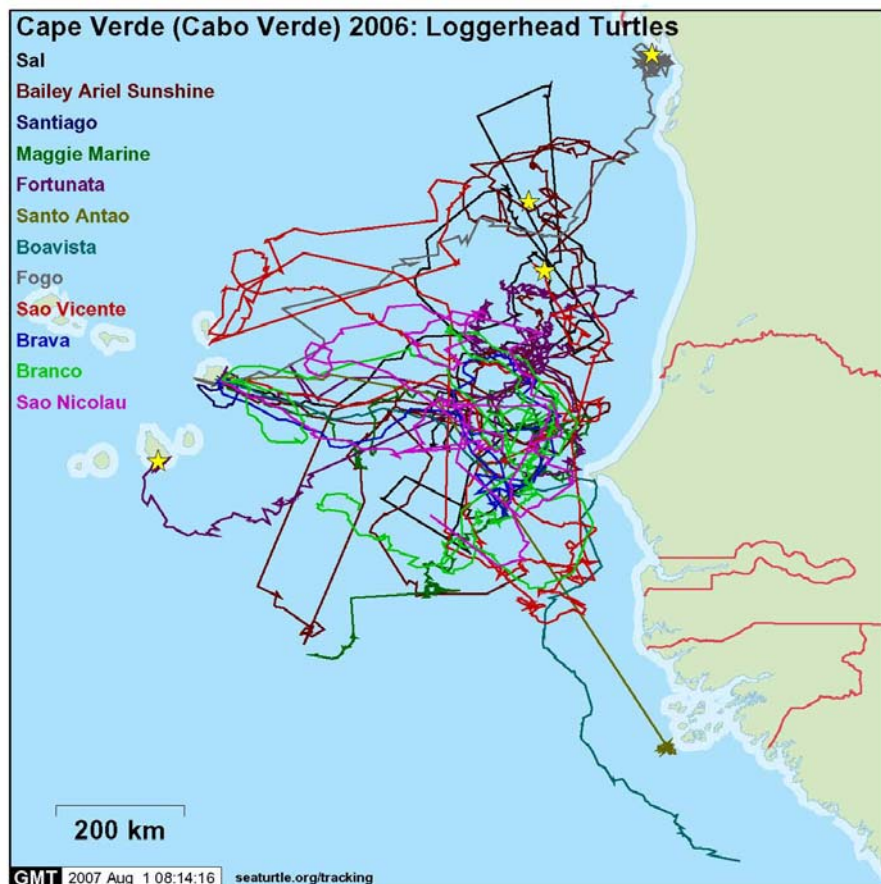 Cape Verde (Cabo Verde) 2006: Loggerhead Turtles
Sal
Bailey Ariel Sunshine
Santiago
Maggie Marine
Fortunata
Santo Antao
Boavista
Fogo
Sao Vicente
Brava
Branco
Sao Nicolau
200 km
GMT 2007 Aug 1 08:14:16 seaturtle.org/tracking